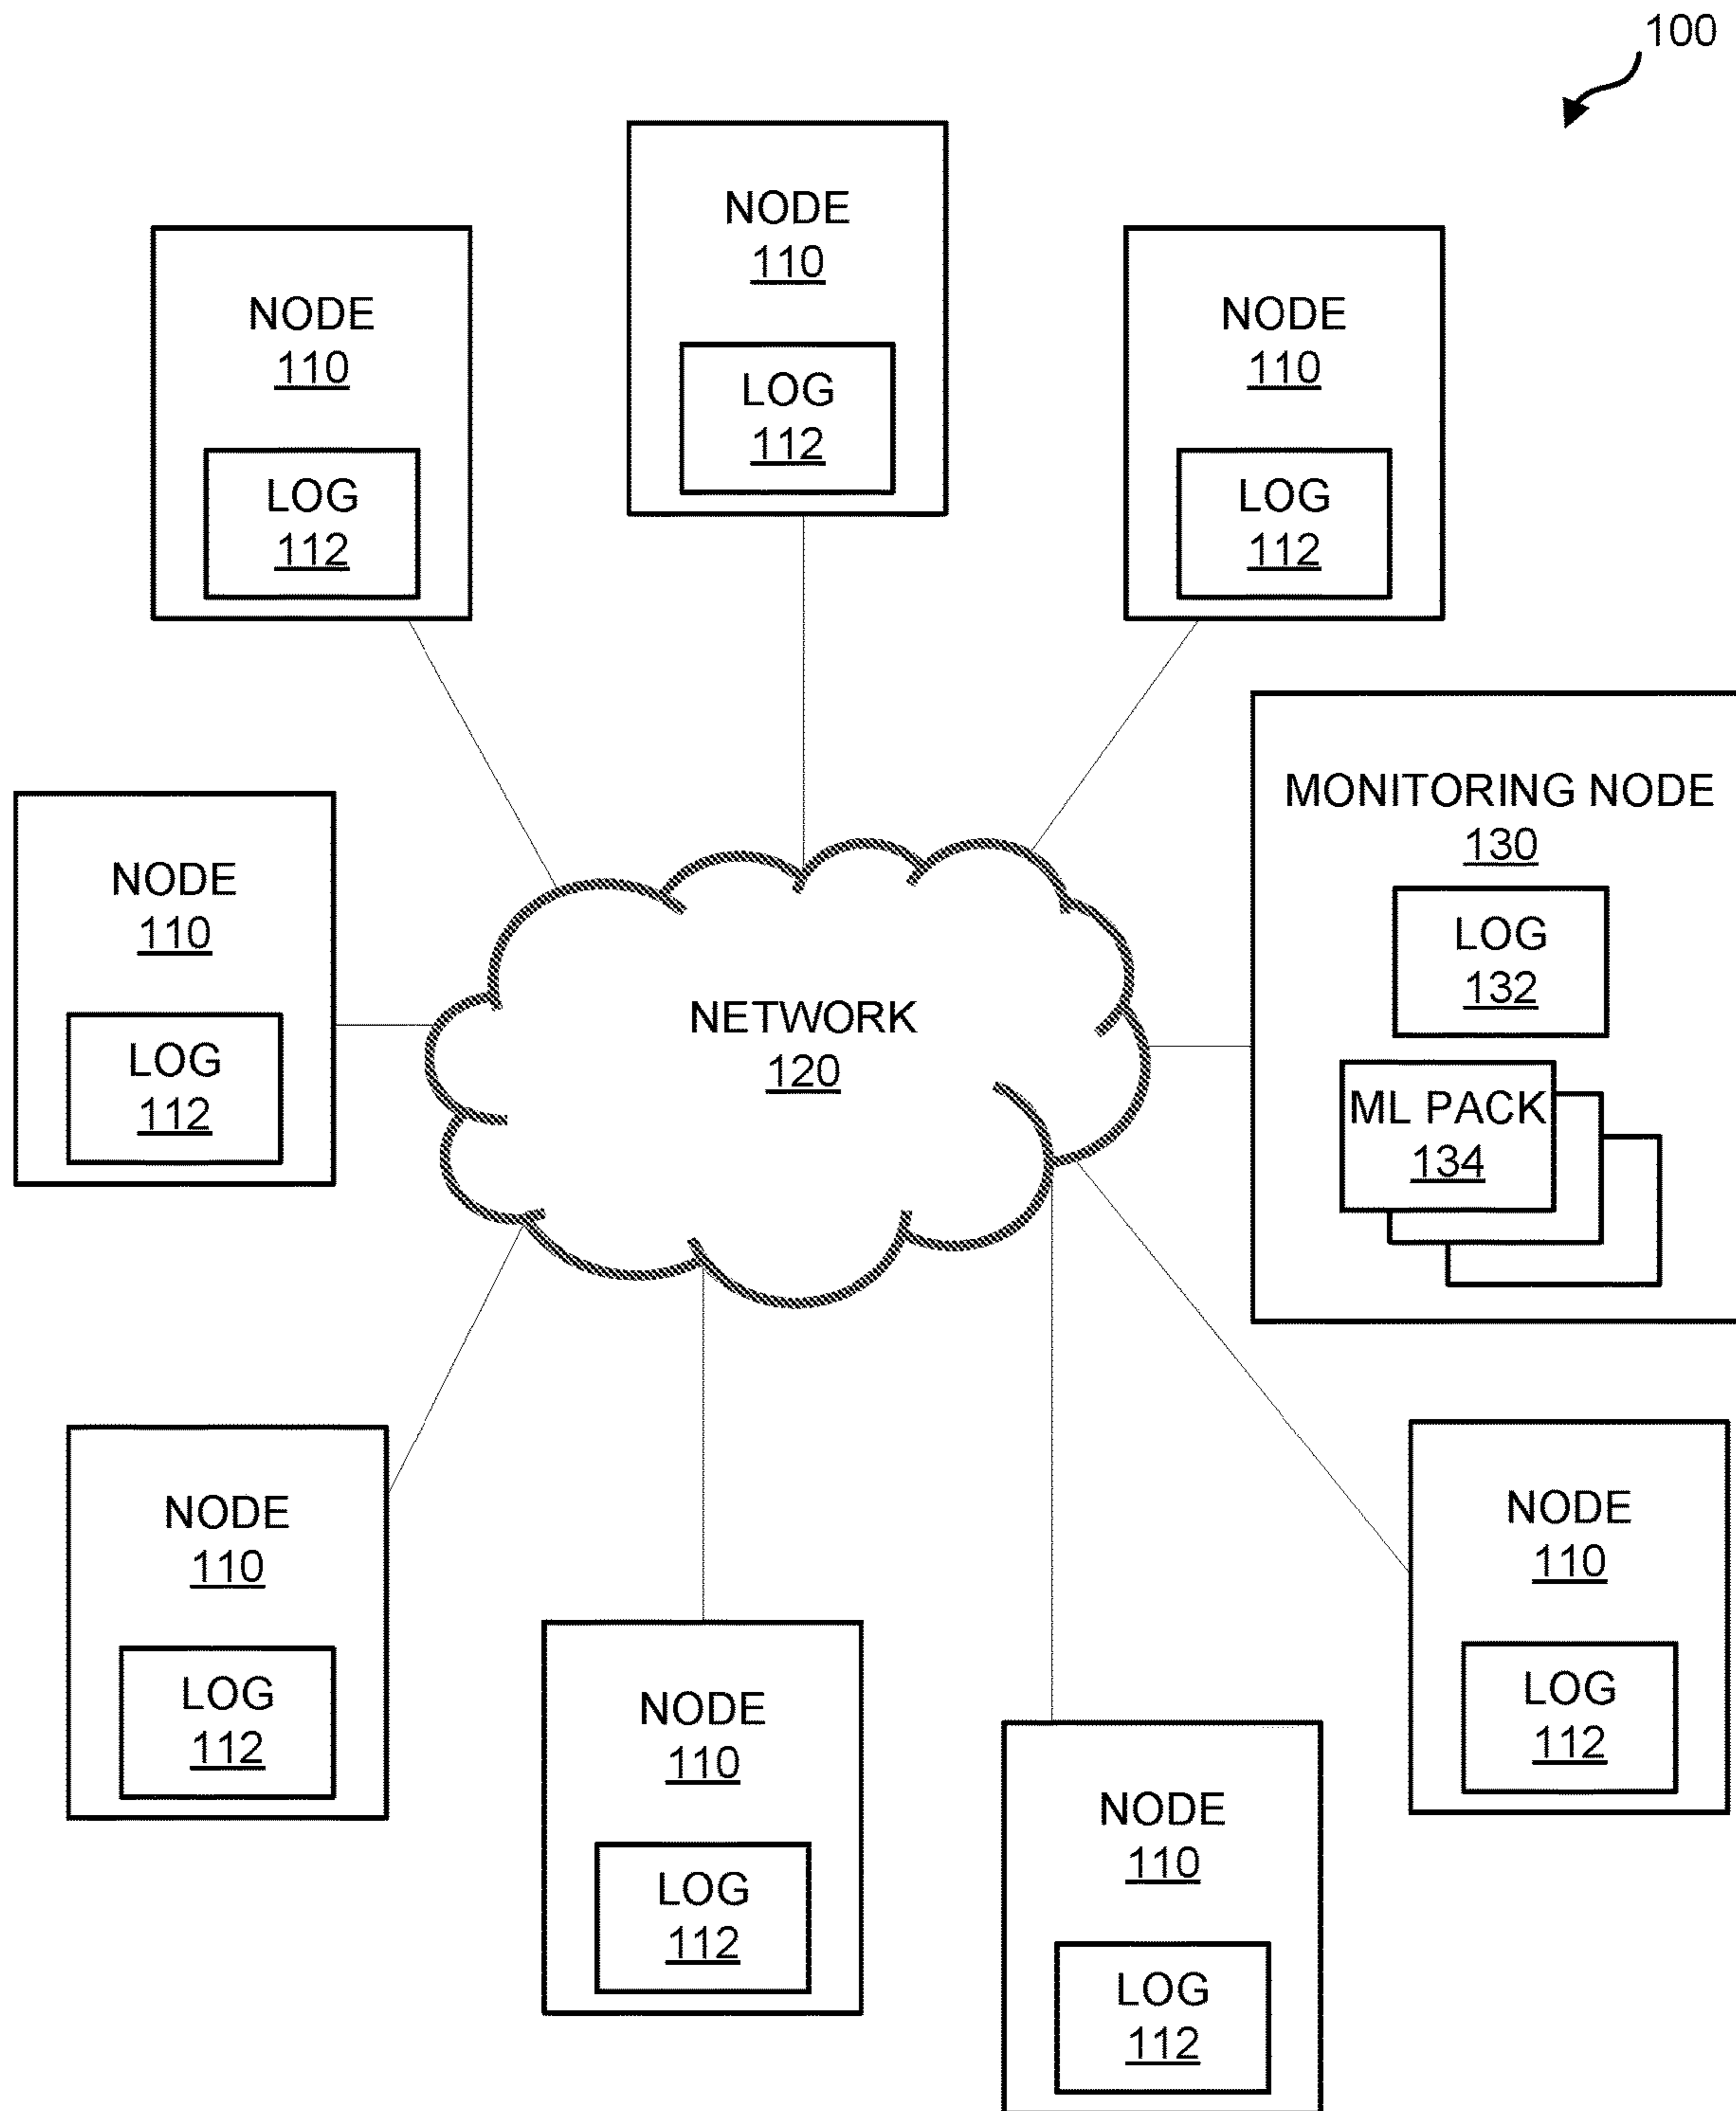 100
NODE
110
LOG
112
NODE
110
LOG
112
NODE
110
LOG
112
MONITORING NODE
130
LOG
132
ML PACK
134
NODE
110
LOG
112
NETWORK
120
NODE
110
LOG
112
NODE
110
LOG
112
NODE
110
LOG
112
NODE
110
LOG
112